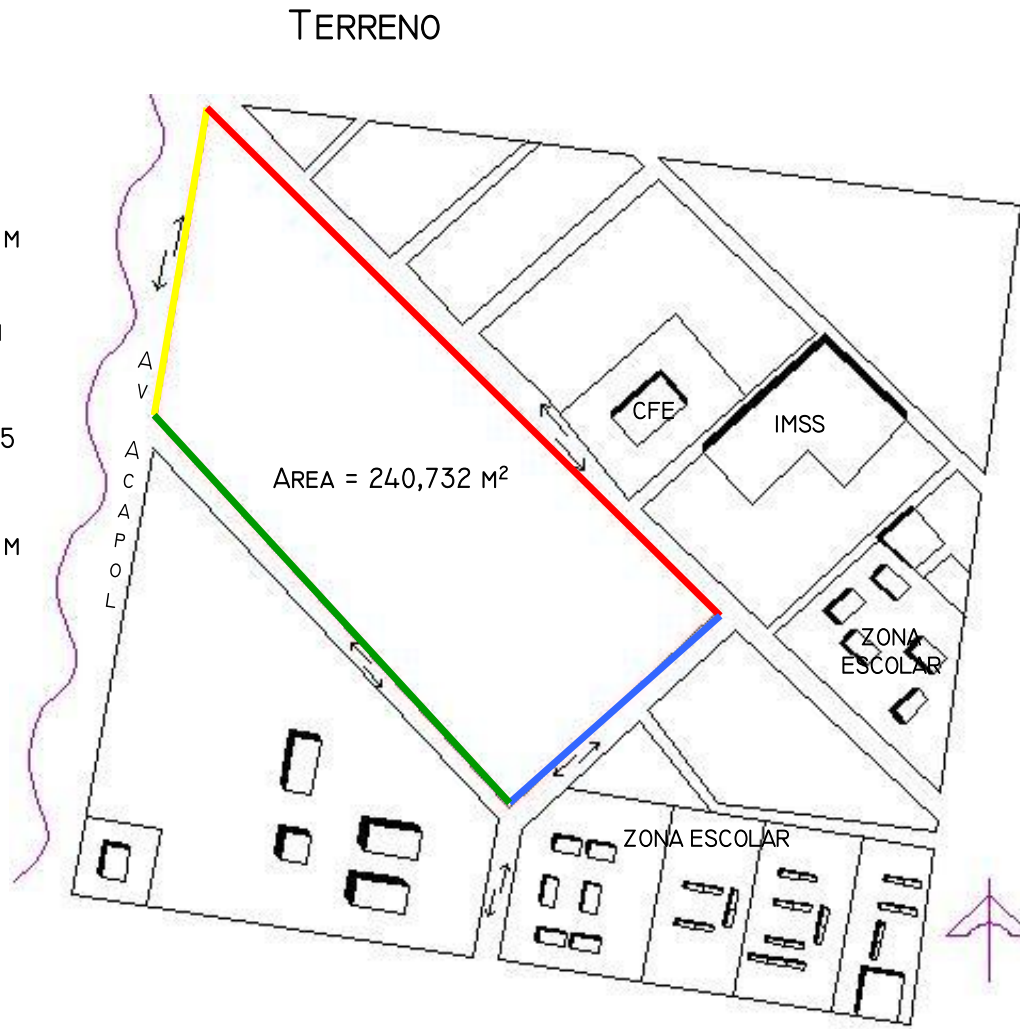 TERRENO
M
5
M
AV ACAPOL
AREA = 240,732 M²
CFE
IMSS
ZONA
ESCOLAR
ZONA ESCOLAR